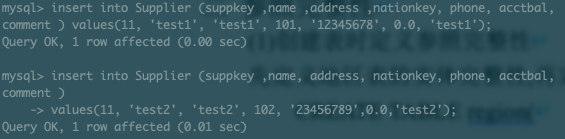 mysql> insert into Supplier (suppkey ,name ,address ,nationkey, phone, acctbal,
comment ) values(11, 'test1', 'test1', 101, '12345678', 0.0, 'test1');
Query OK, 1 row affected (0.00 sec)
mysql> insert into Supplier (suppkey ,name, address, nationkey, phone, acctbal,
comment )
-> values(11, 'test2', 'test2', 102, '23456789',0.0,'test2');
Query OK, 1 row affected (0.01 sec)